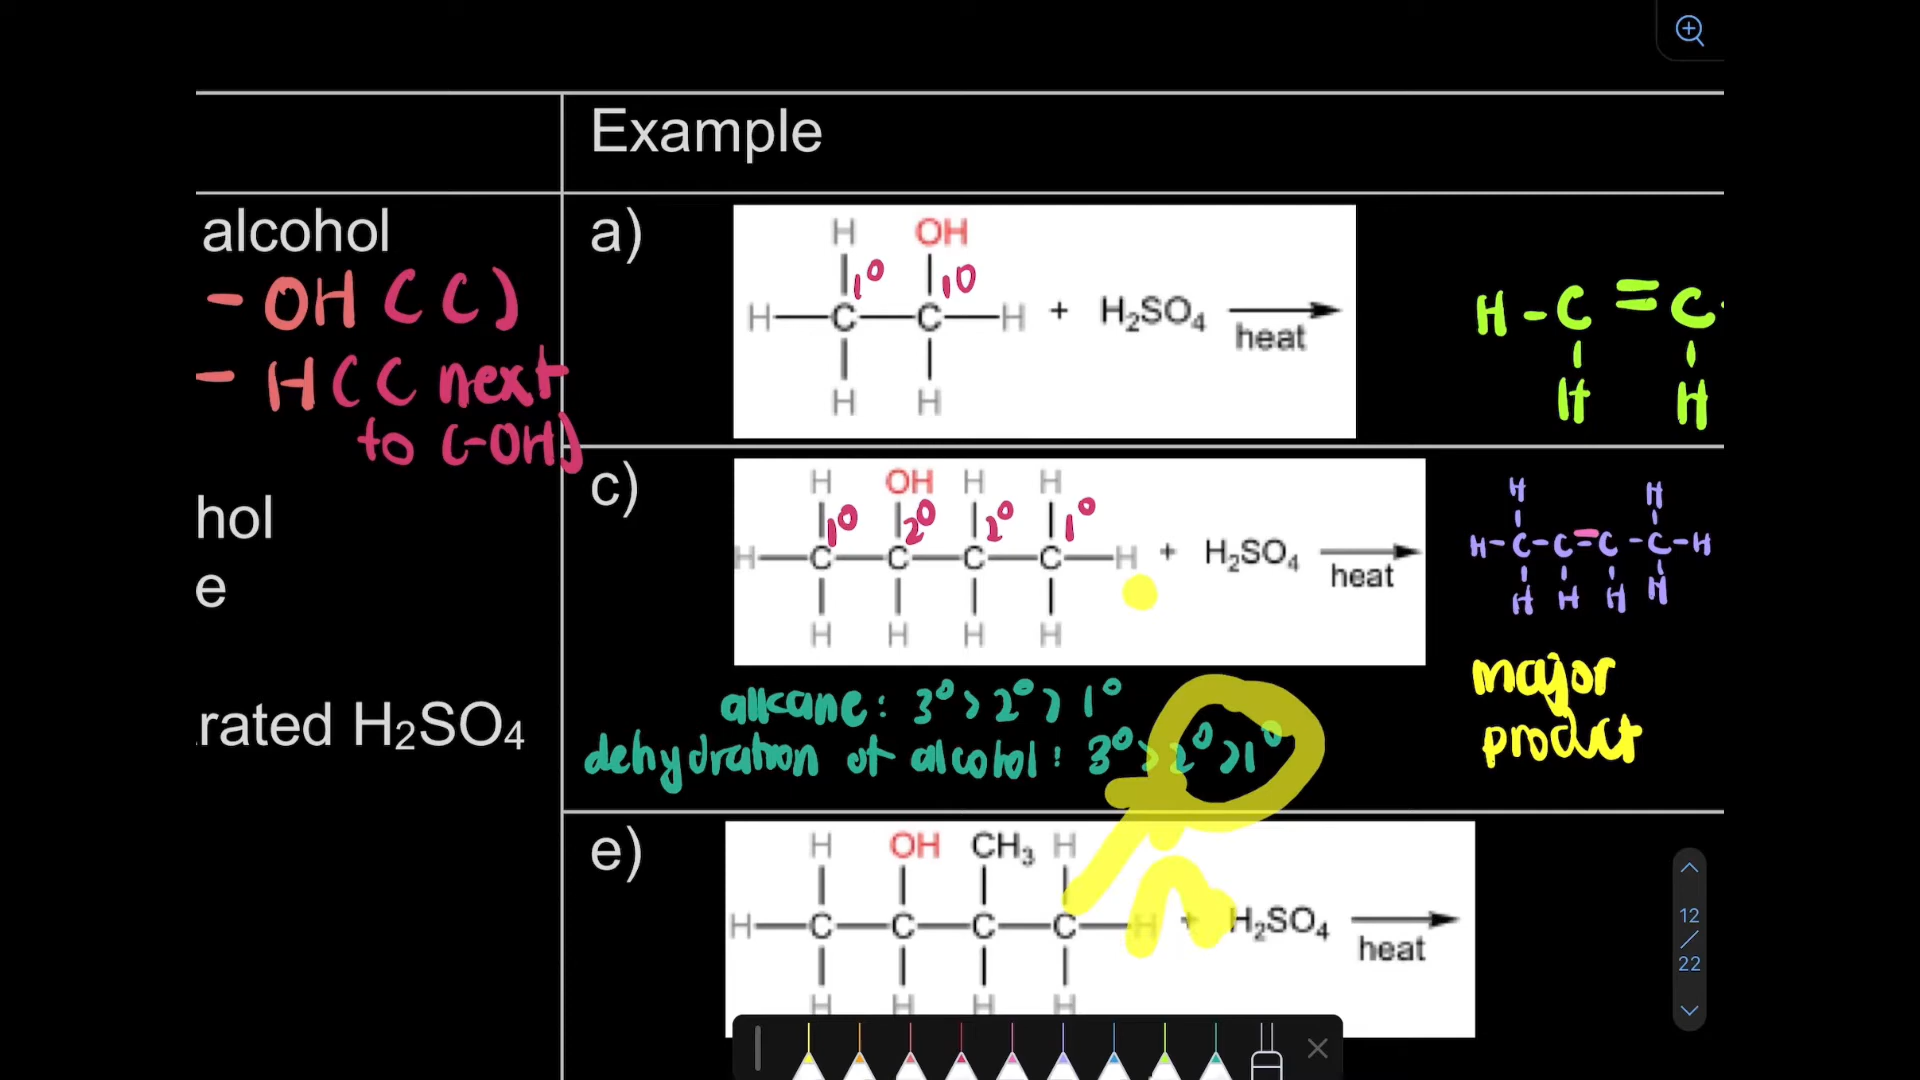 Example
alcohol
- OH (C)
- H (C next
to (-OH)
hol
e
rated H₂SO₄
a)
H OH
1° 1°
H C C H + H₂SO₄ heat
H H
H - C = C -
H H
c)
H OH H H
1° 2° 2° 1°
H C C C C H + H₂SO₄ heat
H H H H
H H
H - C - C = C - C - H
H H H H
major
product
alkane : 3° > 2° > 1°
dehydration of alcohol : 3° > 2° > 1°
e)
H OH CH₃ H
H C C C C H + H₂SO₄ heat
H H H H
12
/
22